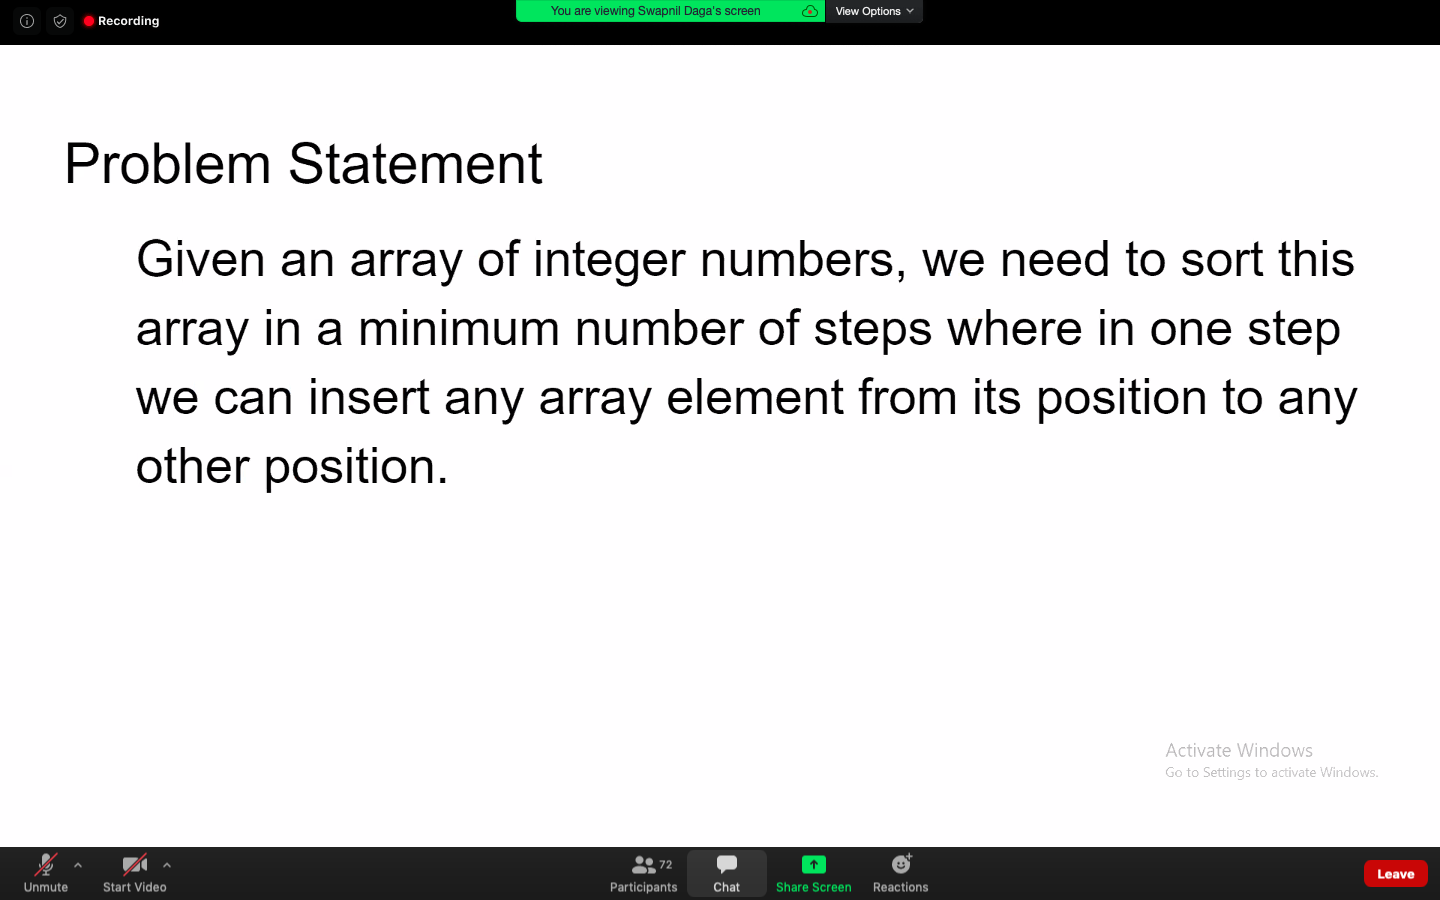 Recording
You are viewing Swapnil Daga's screen
View Options
Problem Statement
Given an array of integer numbers, we need to sort this
array in a minimum number of steps where in one step
we can insert any array element from its position to any
other position.
Activate Windows
Go to Settings to activate Windows.
Unmute
Start Video
72
Participants
Chat
Share Screen
Reactions
Leave